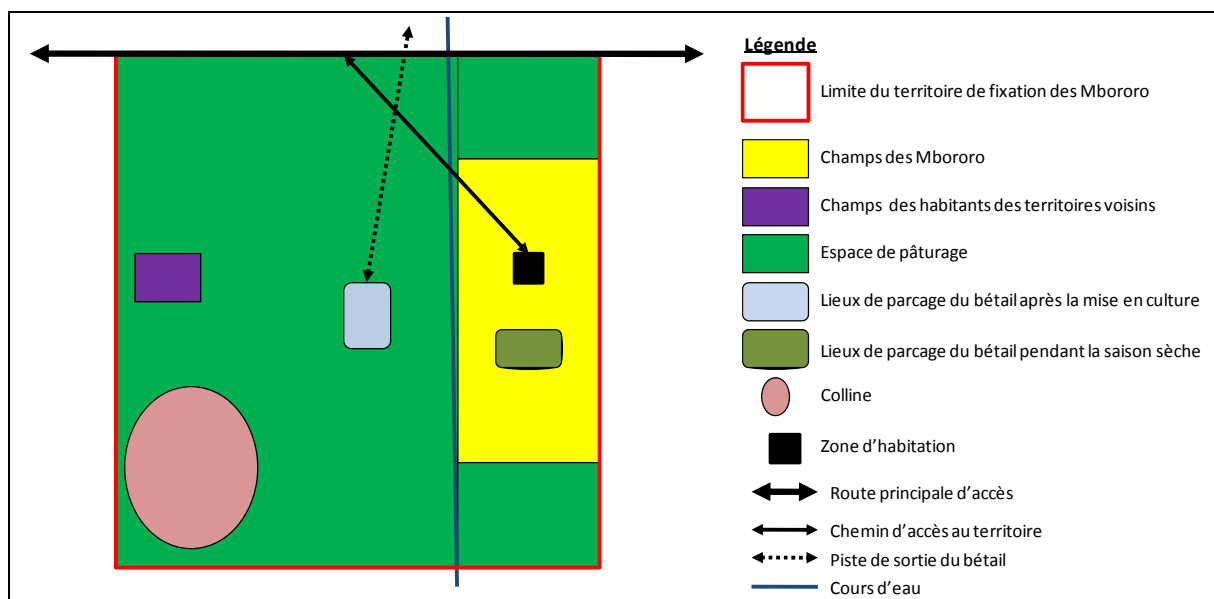 Légende
Limite du territoire de fixation des Mbororo
Champs des Mbororo
Champs des habitants des territoires voisins
Espace de pâturage
Lieux de parcage du bétail après la mise en culture
Lieux de parcage du bétail pendant la saison sèche
Colline
Zone d'habitation
Route principale d'accès
Chemin d'accès au territoire
Piste de sortie du bétail
Cours d'eau